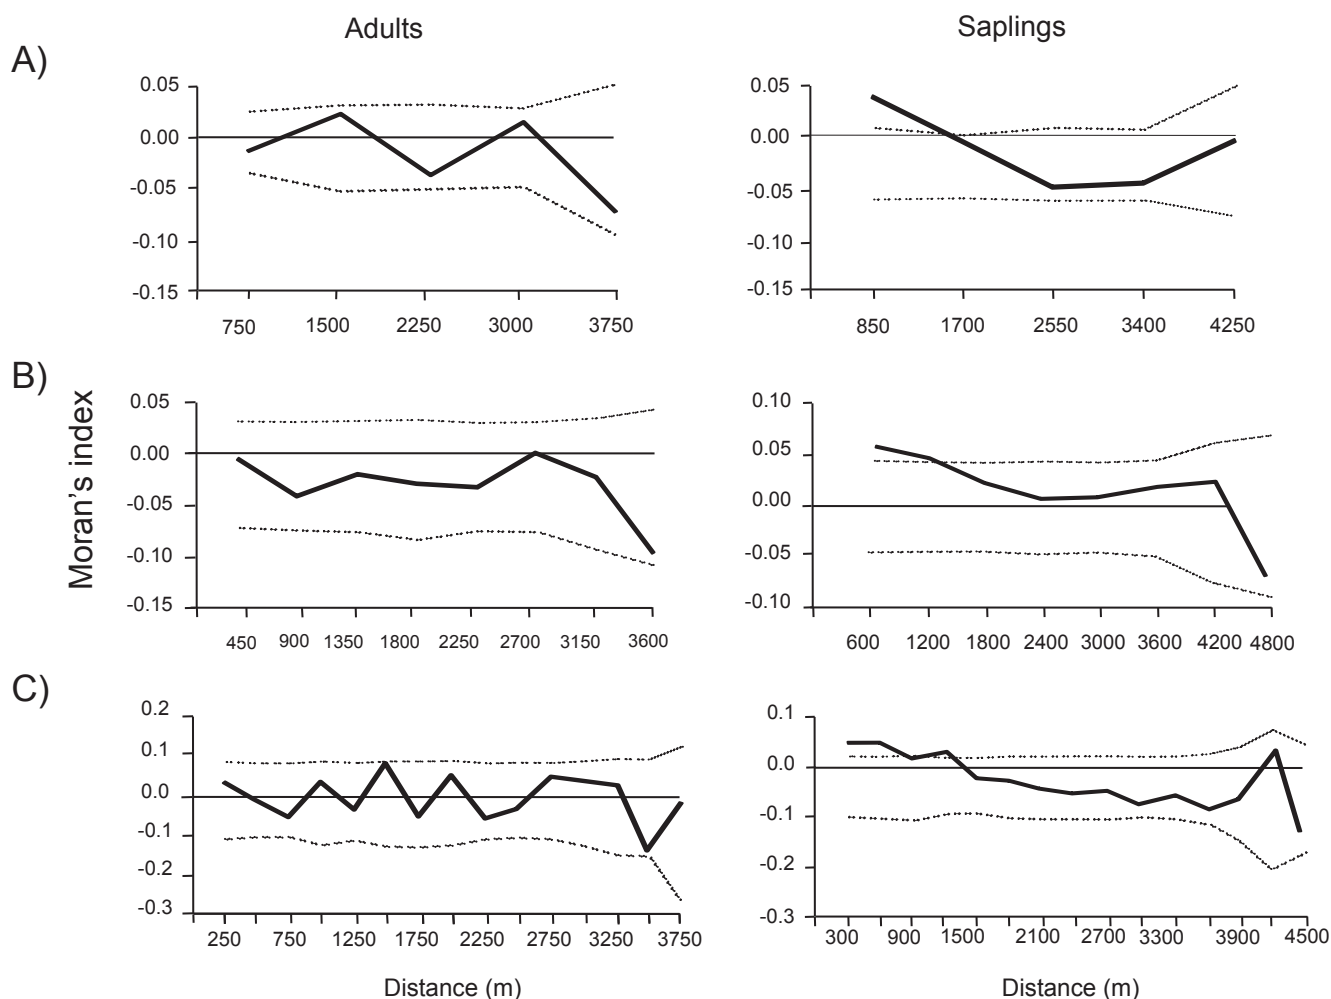 Adults Saplings
A)
0.05 0.05
0.00 0.00
-0.05 -0.05
-0.10 -0.10
-0.15 -0.15
750 1500 2250 3000 3750 850 1700 2550 3400 4250
B)
Moran's index
0.05 0.10
0.00 0.05
-0.05 0.00
-0.10 -0.05
-0.15 -0.10
450 900 1350 1800 2250 2700 3150 3600 600 1200 1800 2400 3000 3600 4200 4800
C)
0.2 0.1
0.1 0.0
0.0 -0.1
-0.1 -0.2
-0.2 -0.3
-0.3
250 750 1250 1750 2250 2750 3250 3750 300 900 1500 2100 2700 3300 3900 4500
Distance (m) Distance (m)